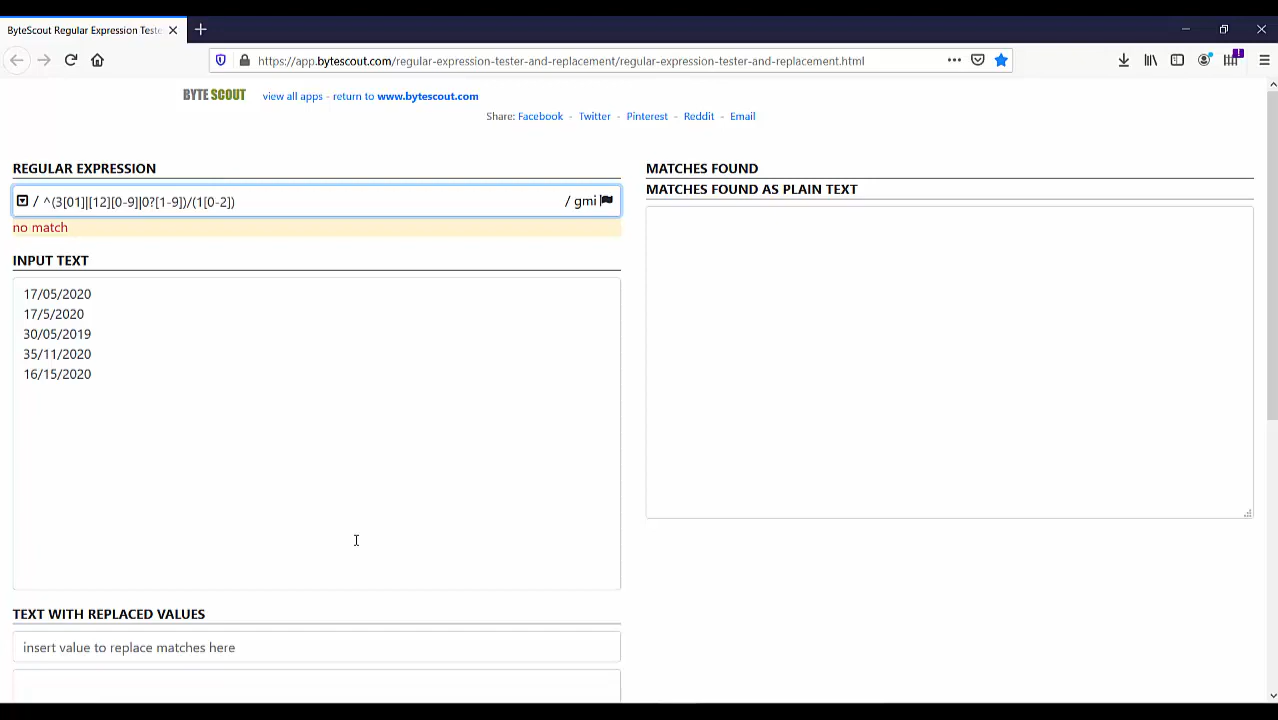 ByteScout Regular Expression Teste
https://app.bytescout.com/regular-expression-tester-and-replacement/regular-expression-tester-and-replacement.html
BYTE SCOUT view all apps - return to www.bytescout.com
Share: Facebook - Twitter - Pinterest - Reddit - Email
REGULAR EXPRESSION
/ ^(3[01]|[12][0-9]|0?[1-9])/(1[0-2]) / gmi
no match
INPUT TEXT
17/05/2020
17/5/2020
30/05/2019
35/11/2020
16/15/2020
TEXT WITH REPLACED VALUES
insert value to replace matches here
MATCHES FOUND
MATCHES FOUND AS PLAIN TEXT